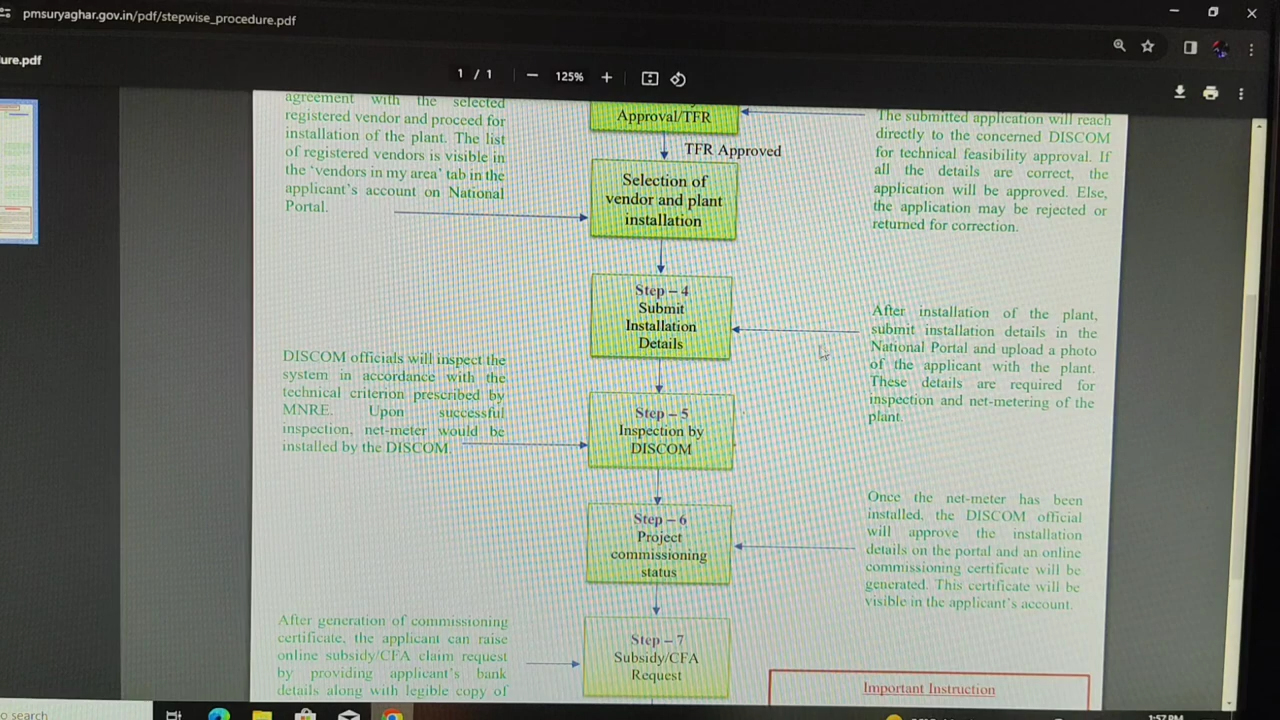 pmsuryaghar.gov.in/pdf/stepwise_procedure.pdf
ure.pdf
1 / 1
125%
agreement with the selected
registered vendor and proceed for
installation of the plant. The list
of registered vendors is visible in
the ‘vendors in my area’ tab in the
applicant’s account on National
Portal.
Approval/TFR
TFR Approved
The submitted application will reach
directly to the concerned DISCOM
for technical feasibility approval. If
all the details are correct, the
application will be approved. Else,
the application may be rejected or
returned for correction.
Selection of
vendor and plant
installation
Step – 4
Submit
Installation
Details
After installation of the plant,
submit installation details in the
National Portal and upload a photo
of the applicant with the plant.
These details are required for
inspection and net-metering of the
plant.
DISCOM officials will inspect the
system in accordance with the
technical criterion prescribed by
MNRE. Upon successful
inspection, net-meter would be
installed by the DISCOM.
Step – 5
Inspection by
DISCOM
Step – 6
Project
commissioning
status
Once the net-meter has been
installed, the DISCOM official
will approve the installation
details on the portal and an online
commissioning certificate will be
generated. This certificate will be
visible in the applicant’s account.
After generation of commissioning
certificate, the applicant can raise
online subsidy/CFA claim request
by providing applicant’s bank
details along with legible copy of
Step – 7
Subsidy/CFA
Request
Important Instruction
o search
1:57 PM